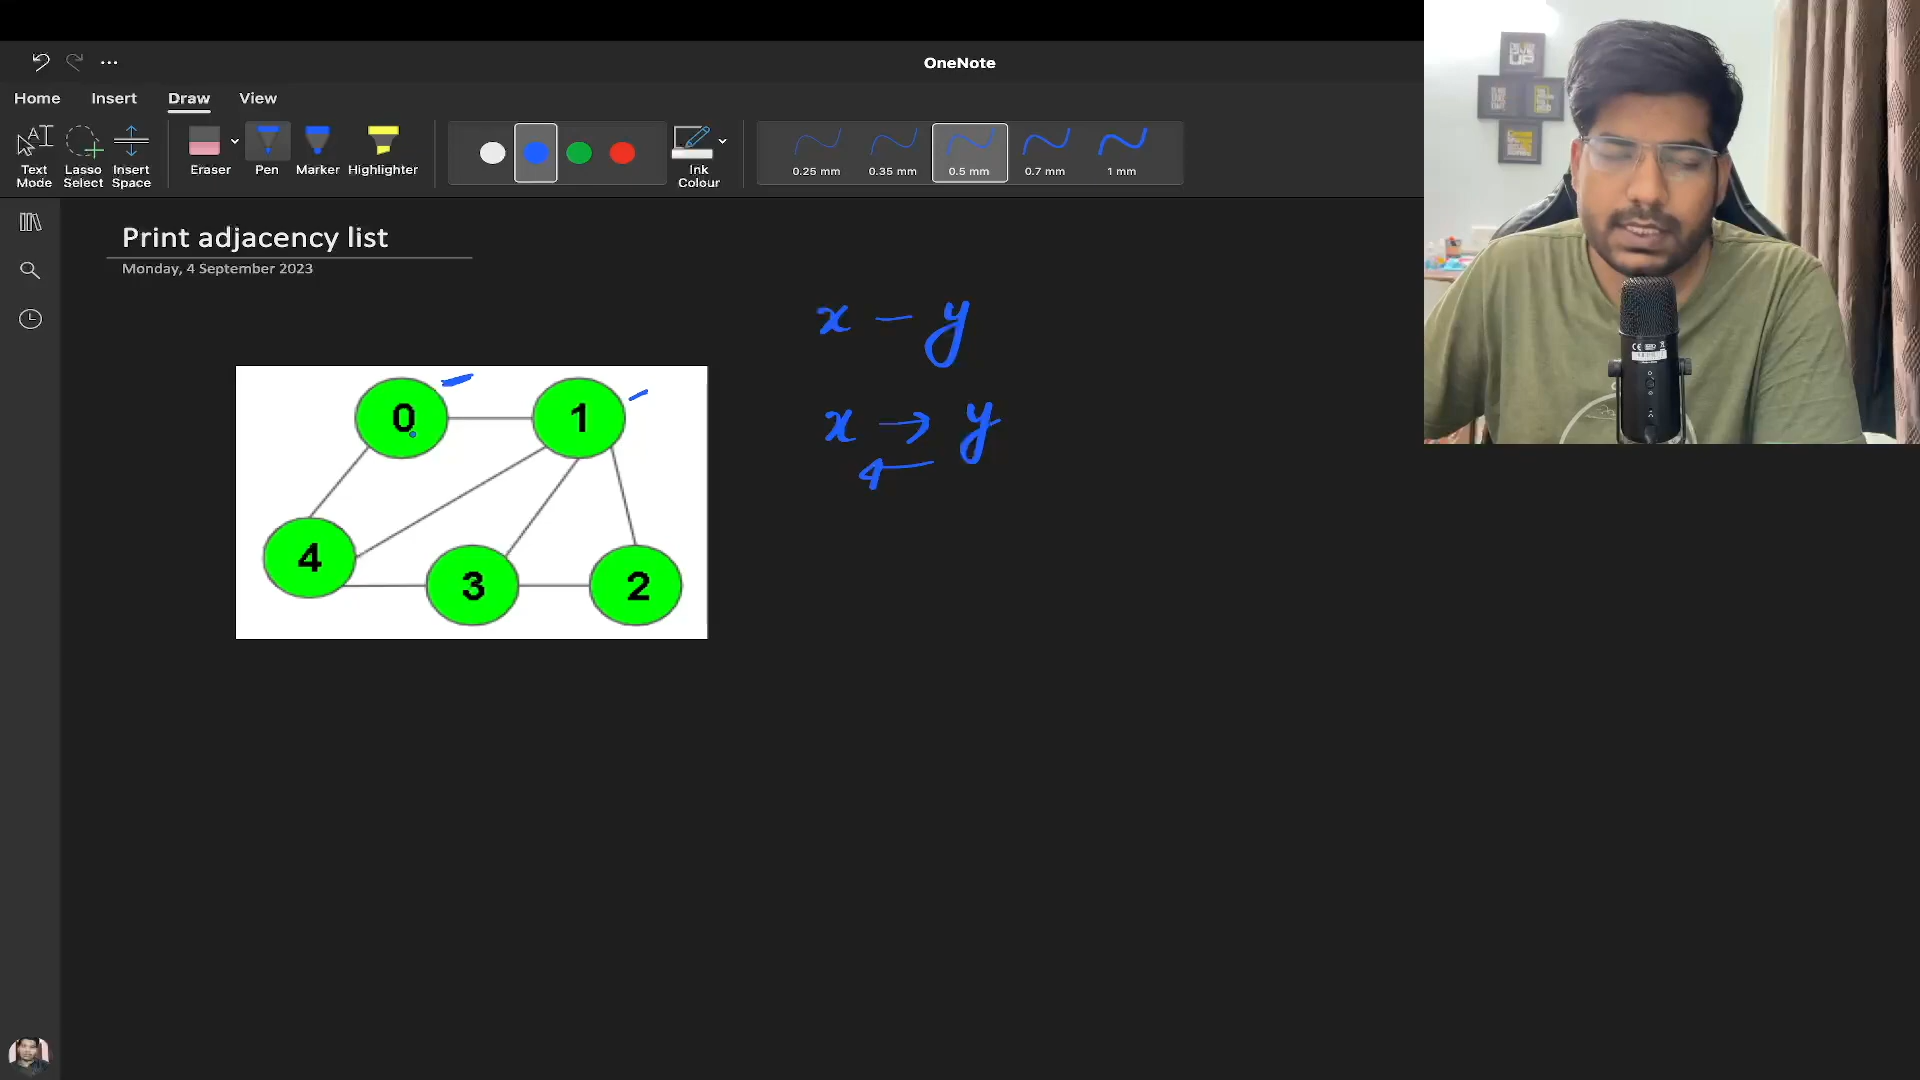 OneNote
Home Insert Draw View
Text Mode
Lasso Select
Insert Space
Eraser
Pen
Marker
Highlighter
Ink Colour
0.25 mm
0.35 mm
0.5 mm
0.7 mm
1 mm
Print adjacency list
Monday, 4 September 2023
x - y
x → y
←
0
1
4
3
2